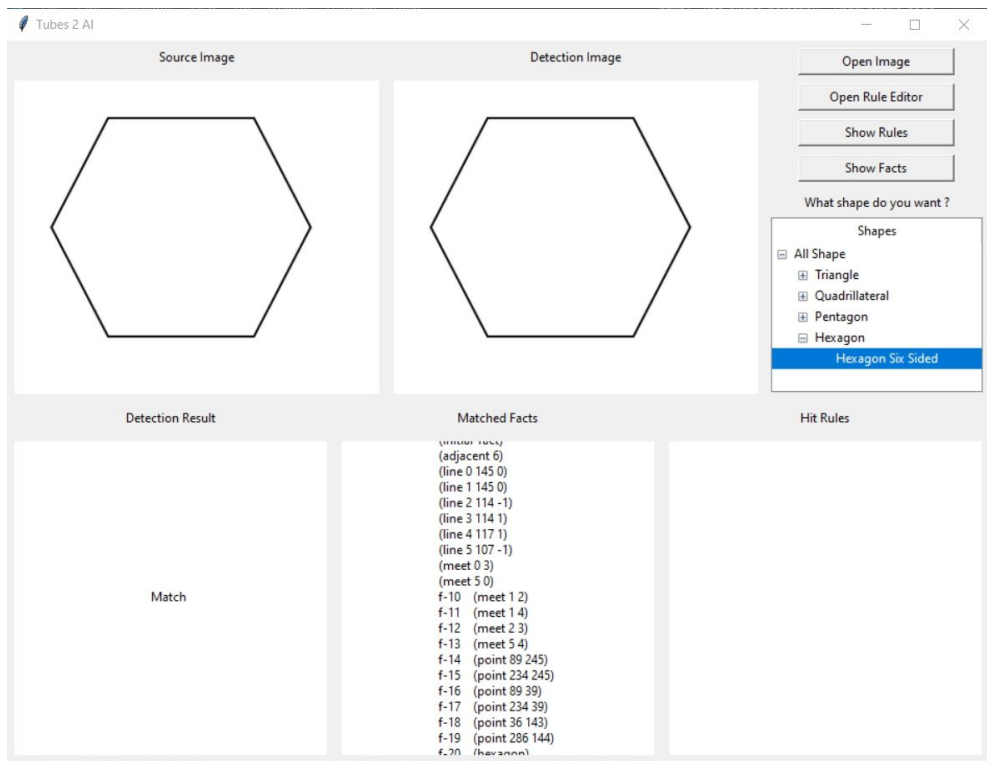 Tubes 2 AI
Source Image
Detection Image
Open Image
Open Rule Editor
Show Rules
Show Facts
What shape do you want ?
Shapes
All Shape
Triangle
Quadrillateral
Pentagon
Hexagon
Hexagon Six Sided
Detection Result
Matched Facts
Hit Rules
Match
(initial fact)
(adjacent 6)
(line 0 145 0)
(line 1 145 0)
(line 2 114 -1)
(line 3 114 1)
(line 4 117 1)
(line 5 107 -1)
(meet 0 3)
(meet 5 0)
f-10 (meet 1 2)
f-11 (meet 1 4)
f-12 (meet 2 3)
f-13 (meet 5 4)
f-14 (point 89 245)
f-15 (point 234 245)
f-16 (point 89 39)
f-17 (point 234 39)
f-18 (point 36 143)
f-19 (point 286 144)
f-20 (hexagon)